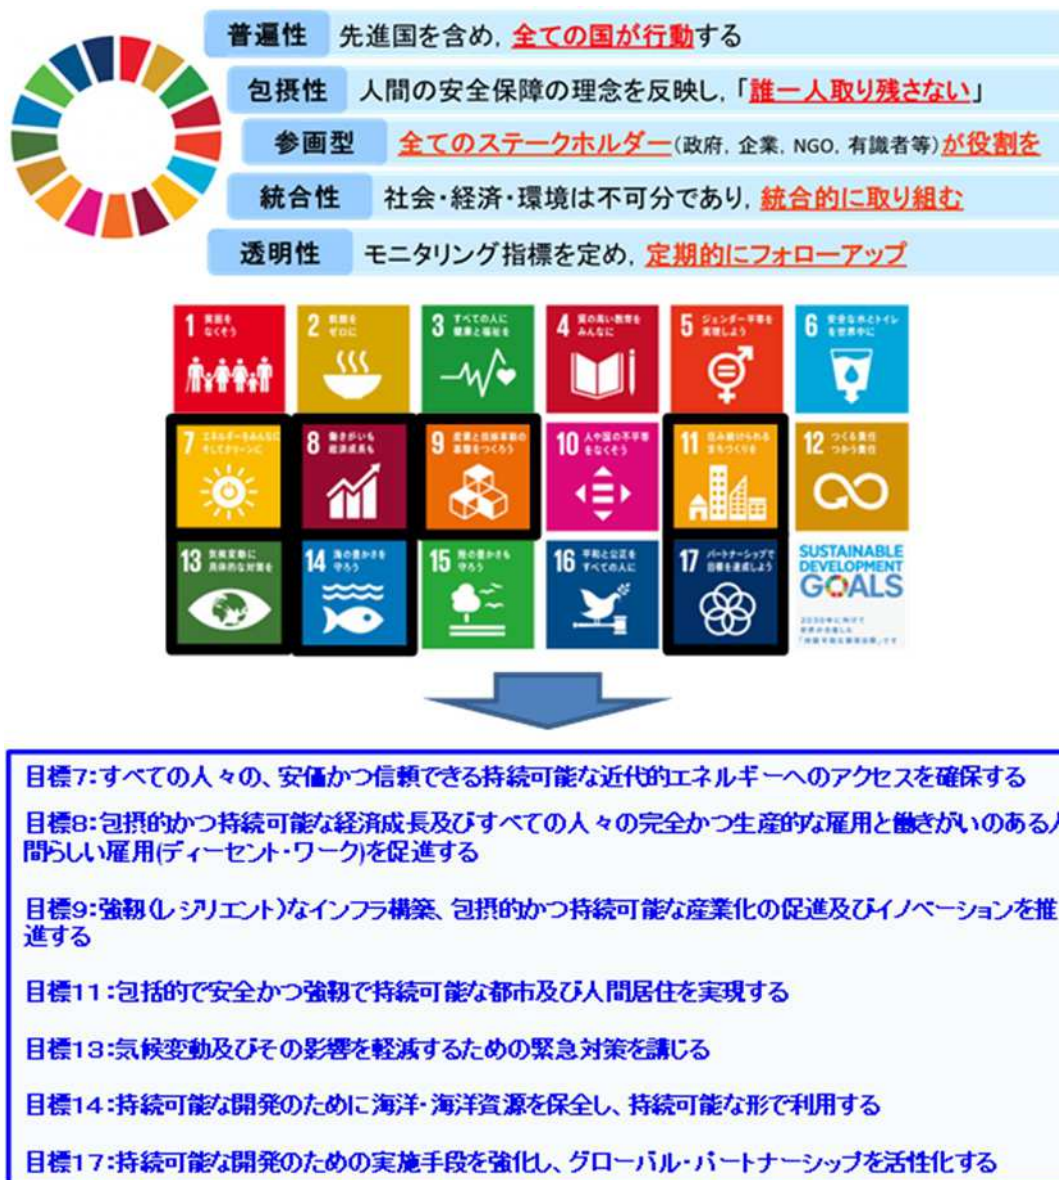 普遍性 先進国を含め，全ての国が行動する
包摂性 人間の安全保障の理念を反映し，「誰一人取り残さない」
参画型 全てのステークホルダー(政府，企業，NGO，有識者等)が役割を
統合性 社会・経済・環境は不可分であり，統合的に取り組む
透明性 モニタリング指標を定め，定期的にフォローアップ
1 貧困を
なくそう
2 飢餓を
ゼロに
3 すべての人に
健康と福祉を
4 質の高い教育を
みんなに
5 ジェンダー平等を
実現しよう
6 安全な水とトイレ
を世界中に
7 エネルギーをみんなに
そしてクリーンに
8 働きがいも
経済成長も
9 産業と技術革新の
基盤をつくろう
10 人や国の不平等
をなくそう
11 住み続けられる
まちづくりを
12 つくる責任
つかう責任
13 気候変動に
具体的な対策を
14 海の豊かさを
守ろう
15 陸の豊かさも
守ろう
16 平和と公正を
すべての人に
17 パートナーシップで
目標を達成しよう
SUSTAINABLE
DEVELOPMENT
GOALS
2030年に向けて
世界が合意した
「持続可能な開発目標」です
目標7:すべての人々の、安価かつ信頼できる持続可能な近代的エネルギーへのアクセスを確保する
目標8:包摂的かつ持続可能な経済成長及びすべての人々の完全かつ生産的な雇用と働きがいのある人
間らしい雇用(ディーセント・ワーク)を促進する
目標9:強靱(レジリエント)なインフラ構築、包摂的かつ持続可能な産業化の促進及びイノベーションを推
進する
目標11:包括的で安全かつ強靱で持続可能な都市及び人間居住を実現する
目標13:気候変動及びその影響を軽減するための緊急対策を講じる
目標14:持続可能な開発のために海洋・海洋資源を保全し、持続可能な形で利用する
目標17:持続可能な開発のための実施手段を強化し、グローバル・パートナーシップを活性化する